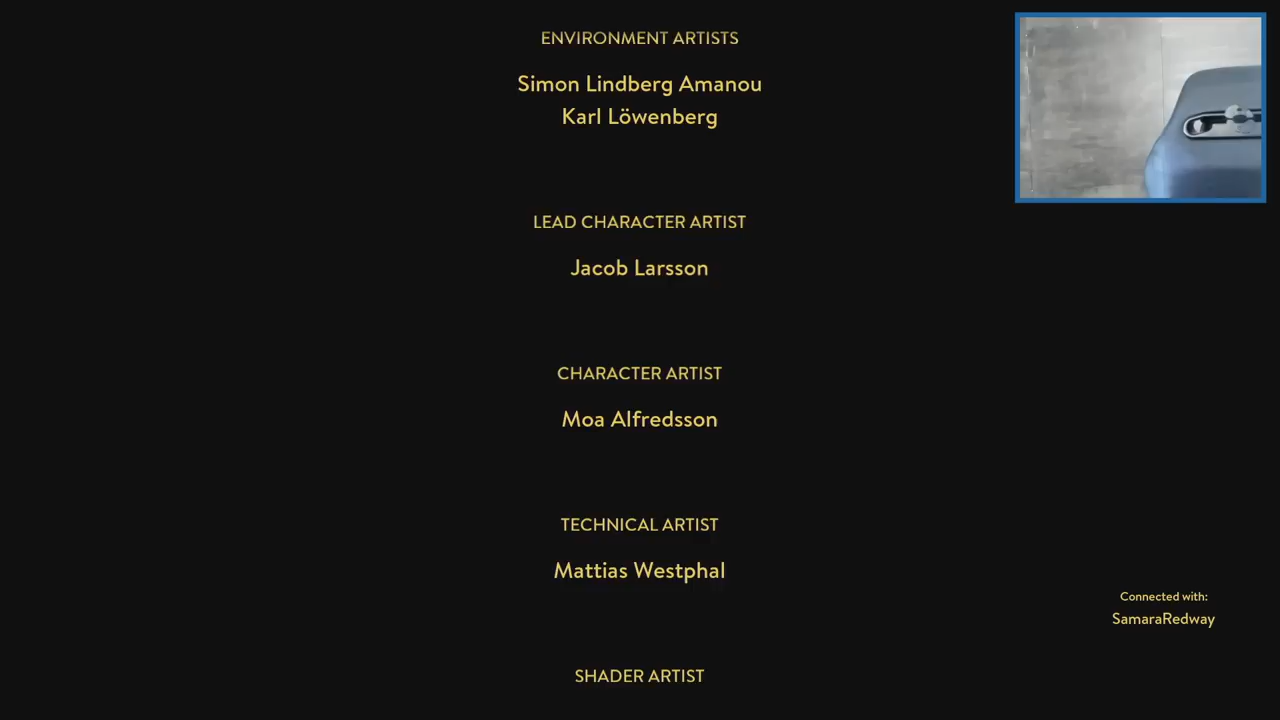 ENVIRONMENT ARTISTS
Simon Lindberg Amanou
Karl Löwenberg
LEAD CHARACTER ARTIST
Jacob Larsson
CHARACTER ARTIST
Moa Alfredsson
TECHNICAL ARTIST
Mattias Westphal
Connected with:
SamaraRedway
SHADER ARTIST